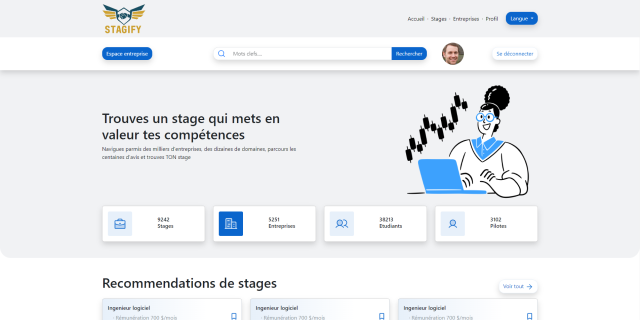 STAGIFY
Accueil - Stages - Entreprises - Profil
Langue
Espace entreprise
Mots clefs...
Rechercher
Se déconnecter
Trouves un stage qui mets en
valeur tes compétences
Navigues parmis des milliers d'entreprises, des dizaines de domaines, parcours les
centaines d'avis et trouves TON stage
9242
Stages
5251
Entreprises
38213
Etudiants
3102
Pilotes
Recommendations de stages
Voir tout
Ingenieur logiciel
Rémunération 700 $/mois
Ingenieur logiciel
Rémunération 700 $/mois
Ingenieur logiciel
Rémunération 700 $/mois